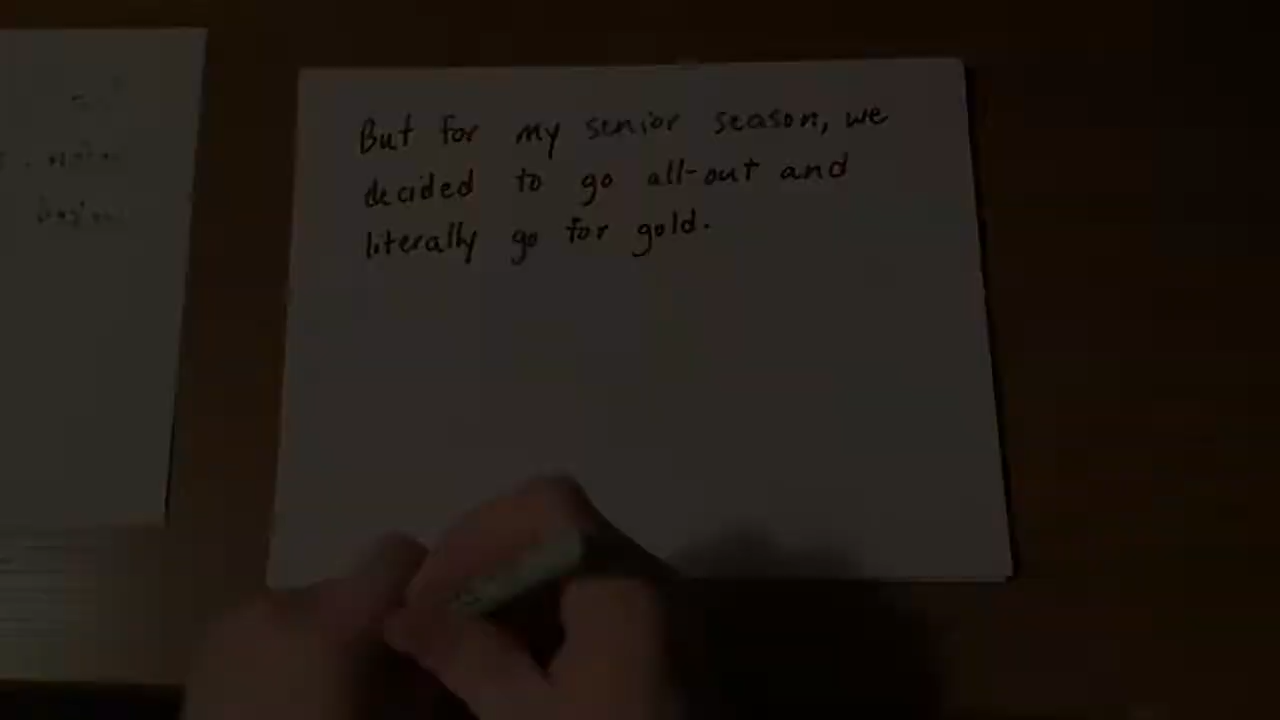 But for my senior season, we
decided to go all-out and
literally go for gold.